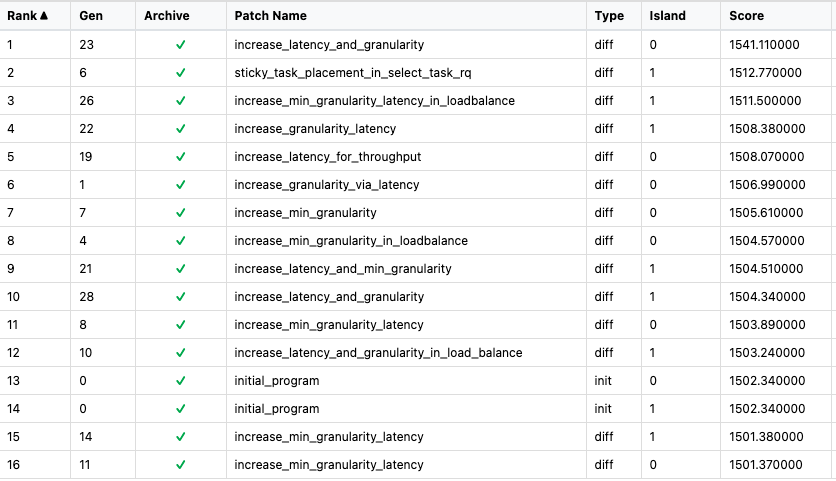 Rank▲ Gen Archive Patch Name Type Island Score
1 23 ✓ increase_latency_and_granularity diff 0 1541.110000
2 6 ✓ sticky_task_placement_in_select_task_rq diff 1 1512.770000
3 26 ✓ increase_min_granularity_latency_in_loadbalance diff 1 1511.500000
4 22 ✓ increase_granularity_latency diff 1 1508.380000
5 19 ✓ increase_latency_for_throughput diff 0 1508.070000
6 1 ✓ increase_granularity_via_latency diff 0 1506.990000
7 7 ✓ increase_min_granularity diff 0 1505.610000
8 4 ✓ increase_min_granularity_in_loadbalance diff 0 1504.570000
9 21 ✓ increase_latency_and_min_granularity diff 1 1504.510000
10 28 ✓ increase_latency_and_granularity diff 1 1504.340000
11 8 ✓ increase_min_granularity_latency diff 0 1503.890000
12 10 ✓ increase_latency_and_granularity_in_load_balance diff 1 1503.240000
13 0 ✓ initial_program init 0 1502.340000
14 0 ✓ initial_program init 1 1502.340000
15 14 ✓ increase_min_granularity_latency diff 1 1501.380000
16 11 ✓ increase_min_granularity_latency diff 0 1501.370000